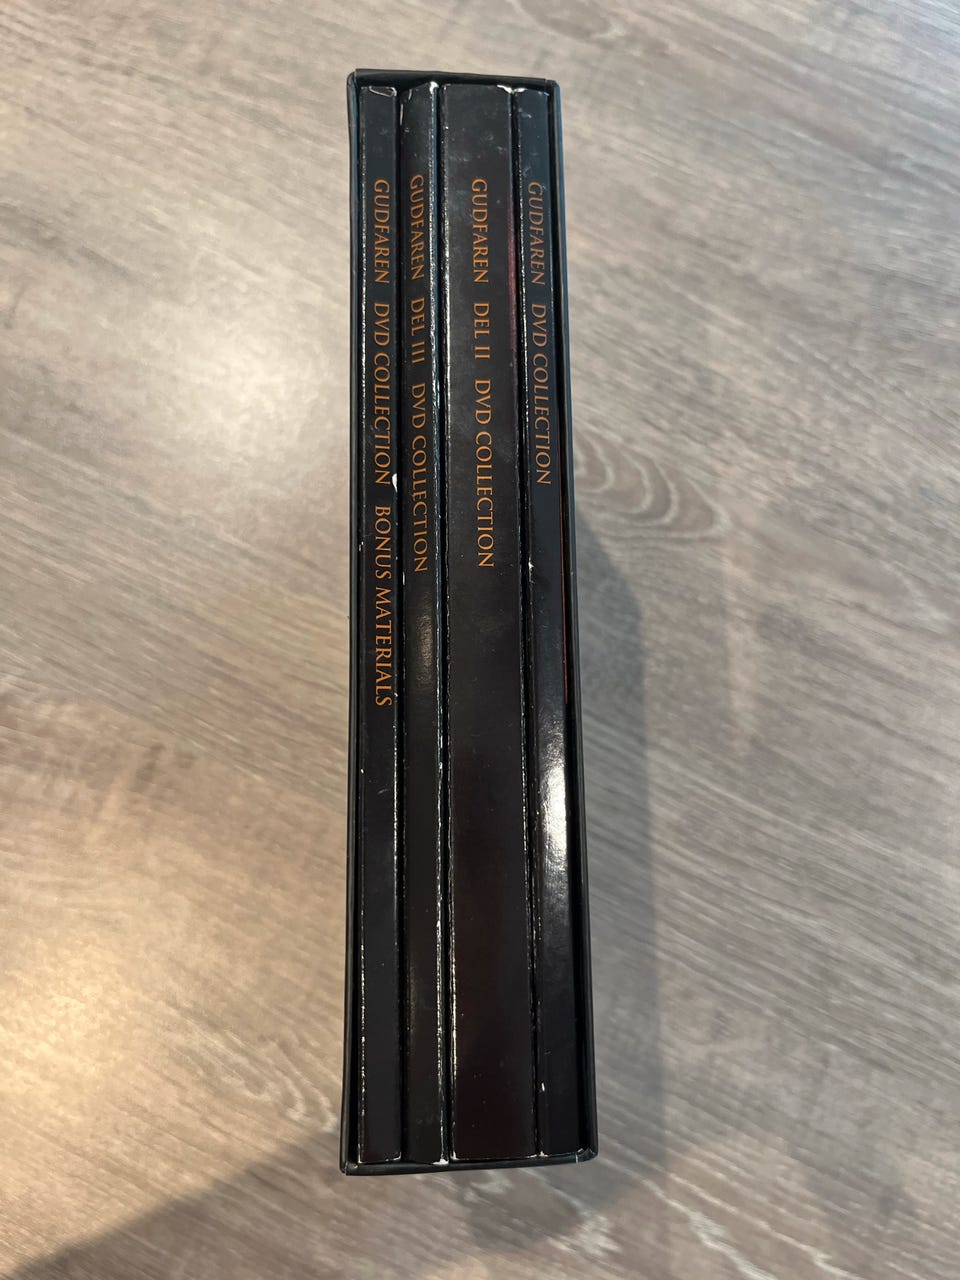 GUDFAREN DVD COLLECTION BONUS MATERIALS
GUDFAREN DEL III DVD COLLECTION
GUDFAREN DEL II DVD COLLECTION
GUDFAREN DVD COLLECTION